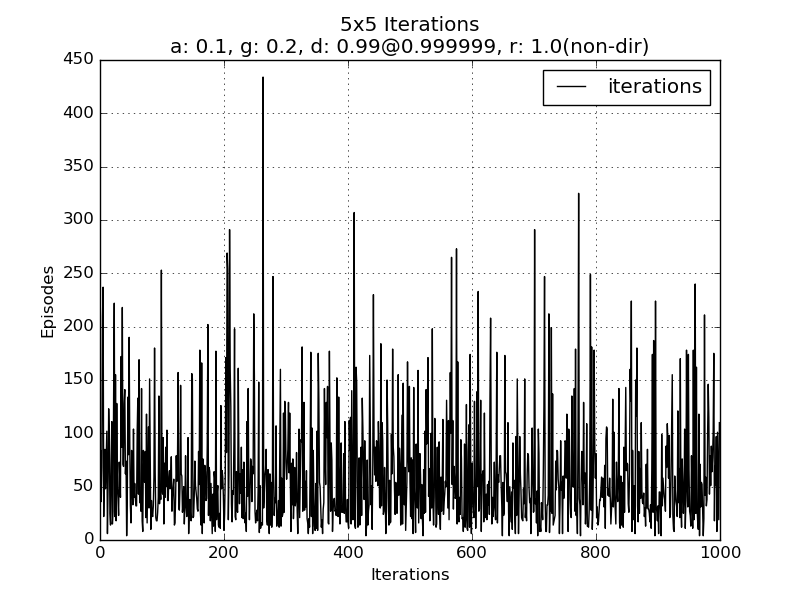 5x5 Iterations
a: 0.1, g: 0.2, d: 0.99@0.999999, r: 1.0(non-dir)
450
400
350
300
250
200
150
100
50
0
Episodes
iterations
0 200 400 600 800 1000
Iterations